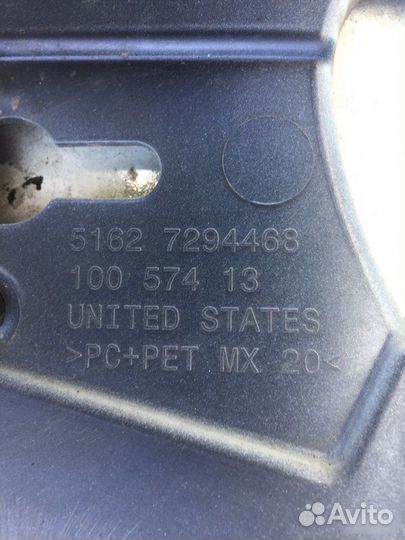 5162 7294468
100 574 13
UNITED STATES
>PC+PET MX 20<
Avito